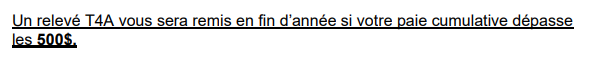 Un relevé T4A vous sera remis en fin d’année si votre paie cumulative dépasse
les 500$.